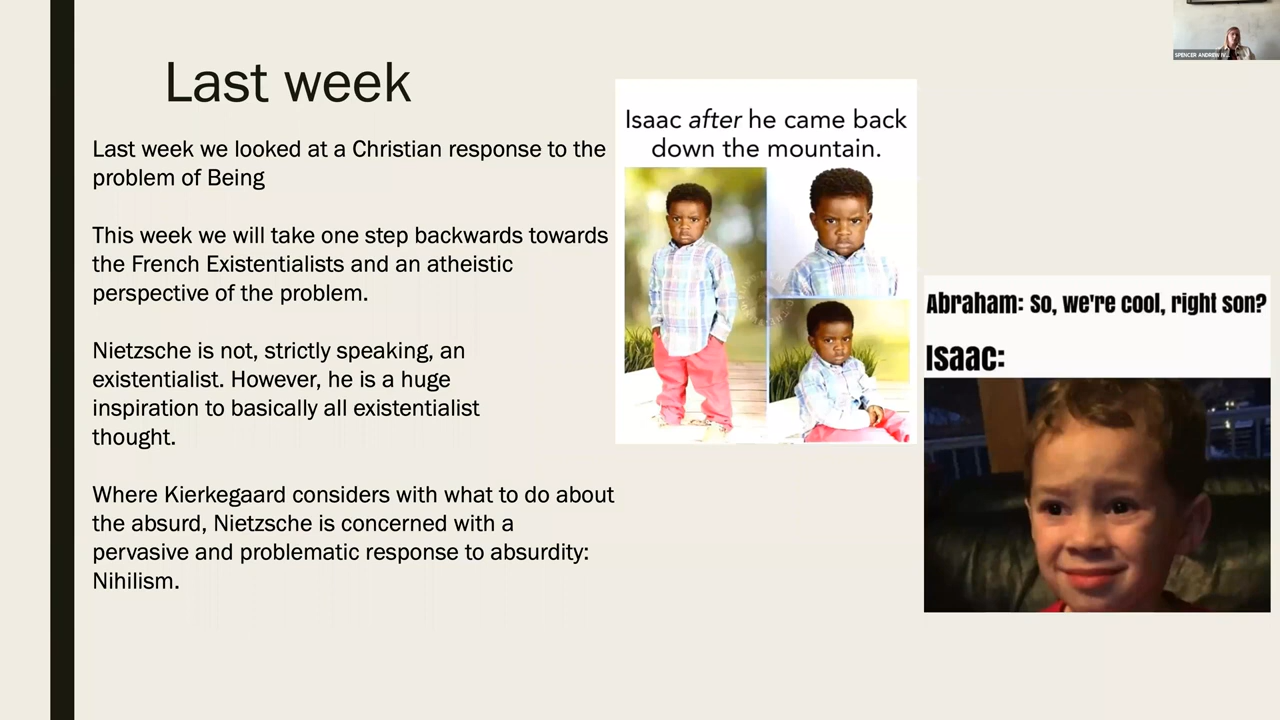 Last week
Last week we looked at a Christian response to the
problem of Being
This week we will take one step backwards towards
the French Existentialists and an atheistic
perspective of the problem.
Nietzsche is not, strictly speaking, an
existentialist. However, he is a huge
inspiration to basically all existentialist
thought.
Where Kierkegaard considers with what to do about
the absurd, Nietzsche is concerned with a
pervasive and problematic response to absurdity:
Nihilism.
Isaac after he came back
down the mountain.
Abraham: So, we're cool, right son?
Isaac:
SPENCER ANDREW